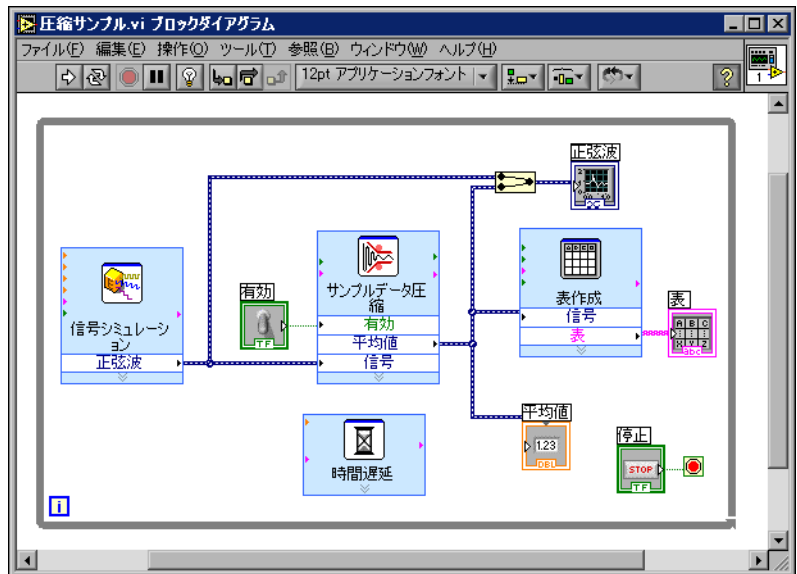 圧縮サンプル.vi ブロックダイアグラム
ファイル(F) 編集(E) 操作(O) ツール(T) 参照(B) ウィンドウ(W) ヘルプ(H)
12pt アプリケーションフォント
?
1
正弦波
信号シミュレーシ
ョン
正弦波
有効
TF
サンプルデータ圧
縮
有効
平均値
信号
表作成
信号
表
表
A B C
X Y Z
abc
時間遅延
平均値
1.23
DBL
停止
STOP
TF
i